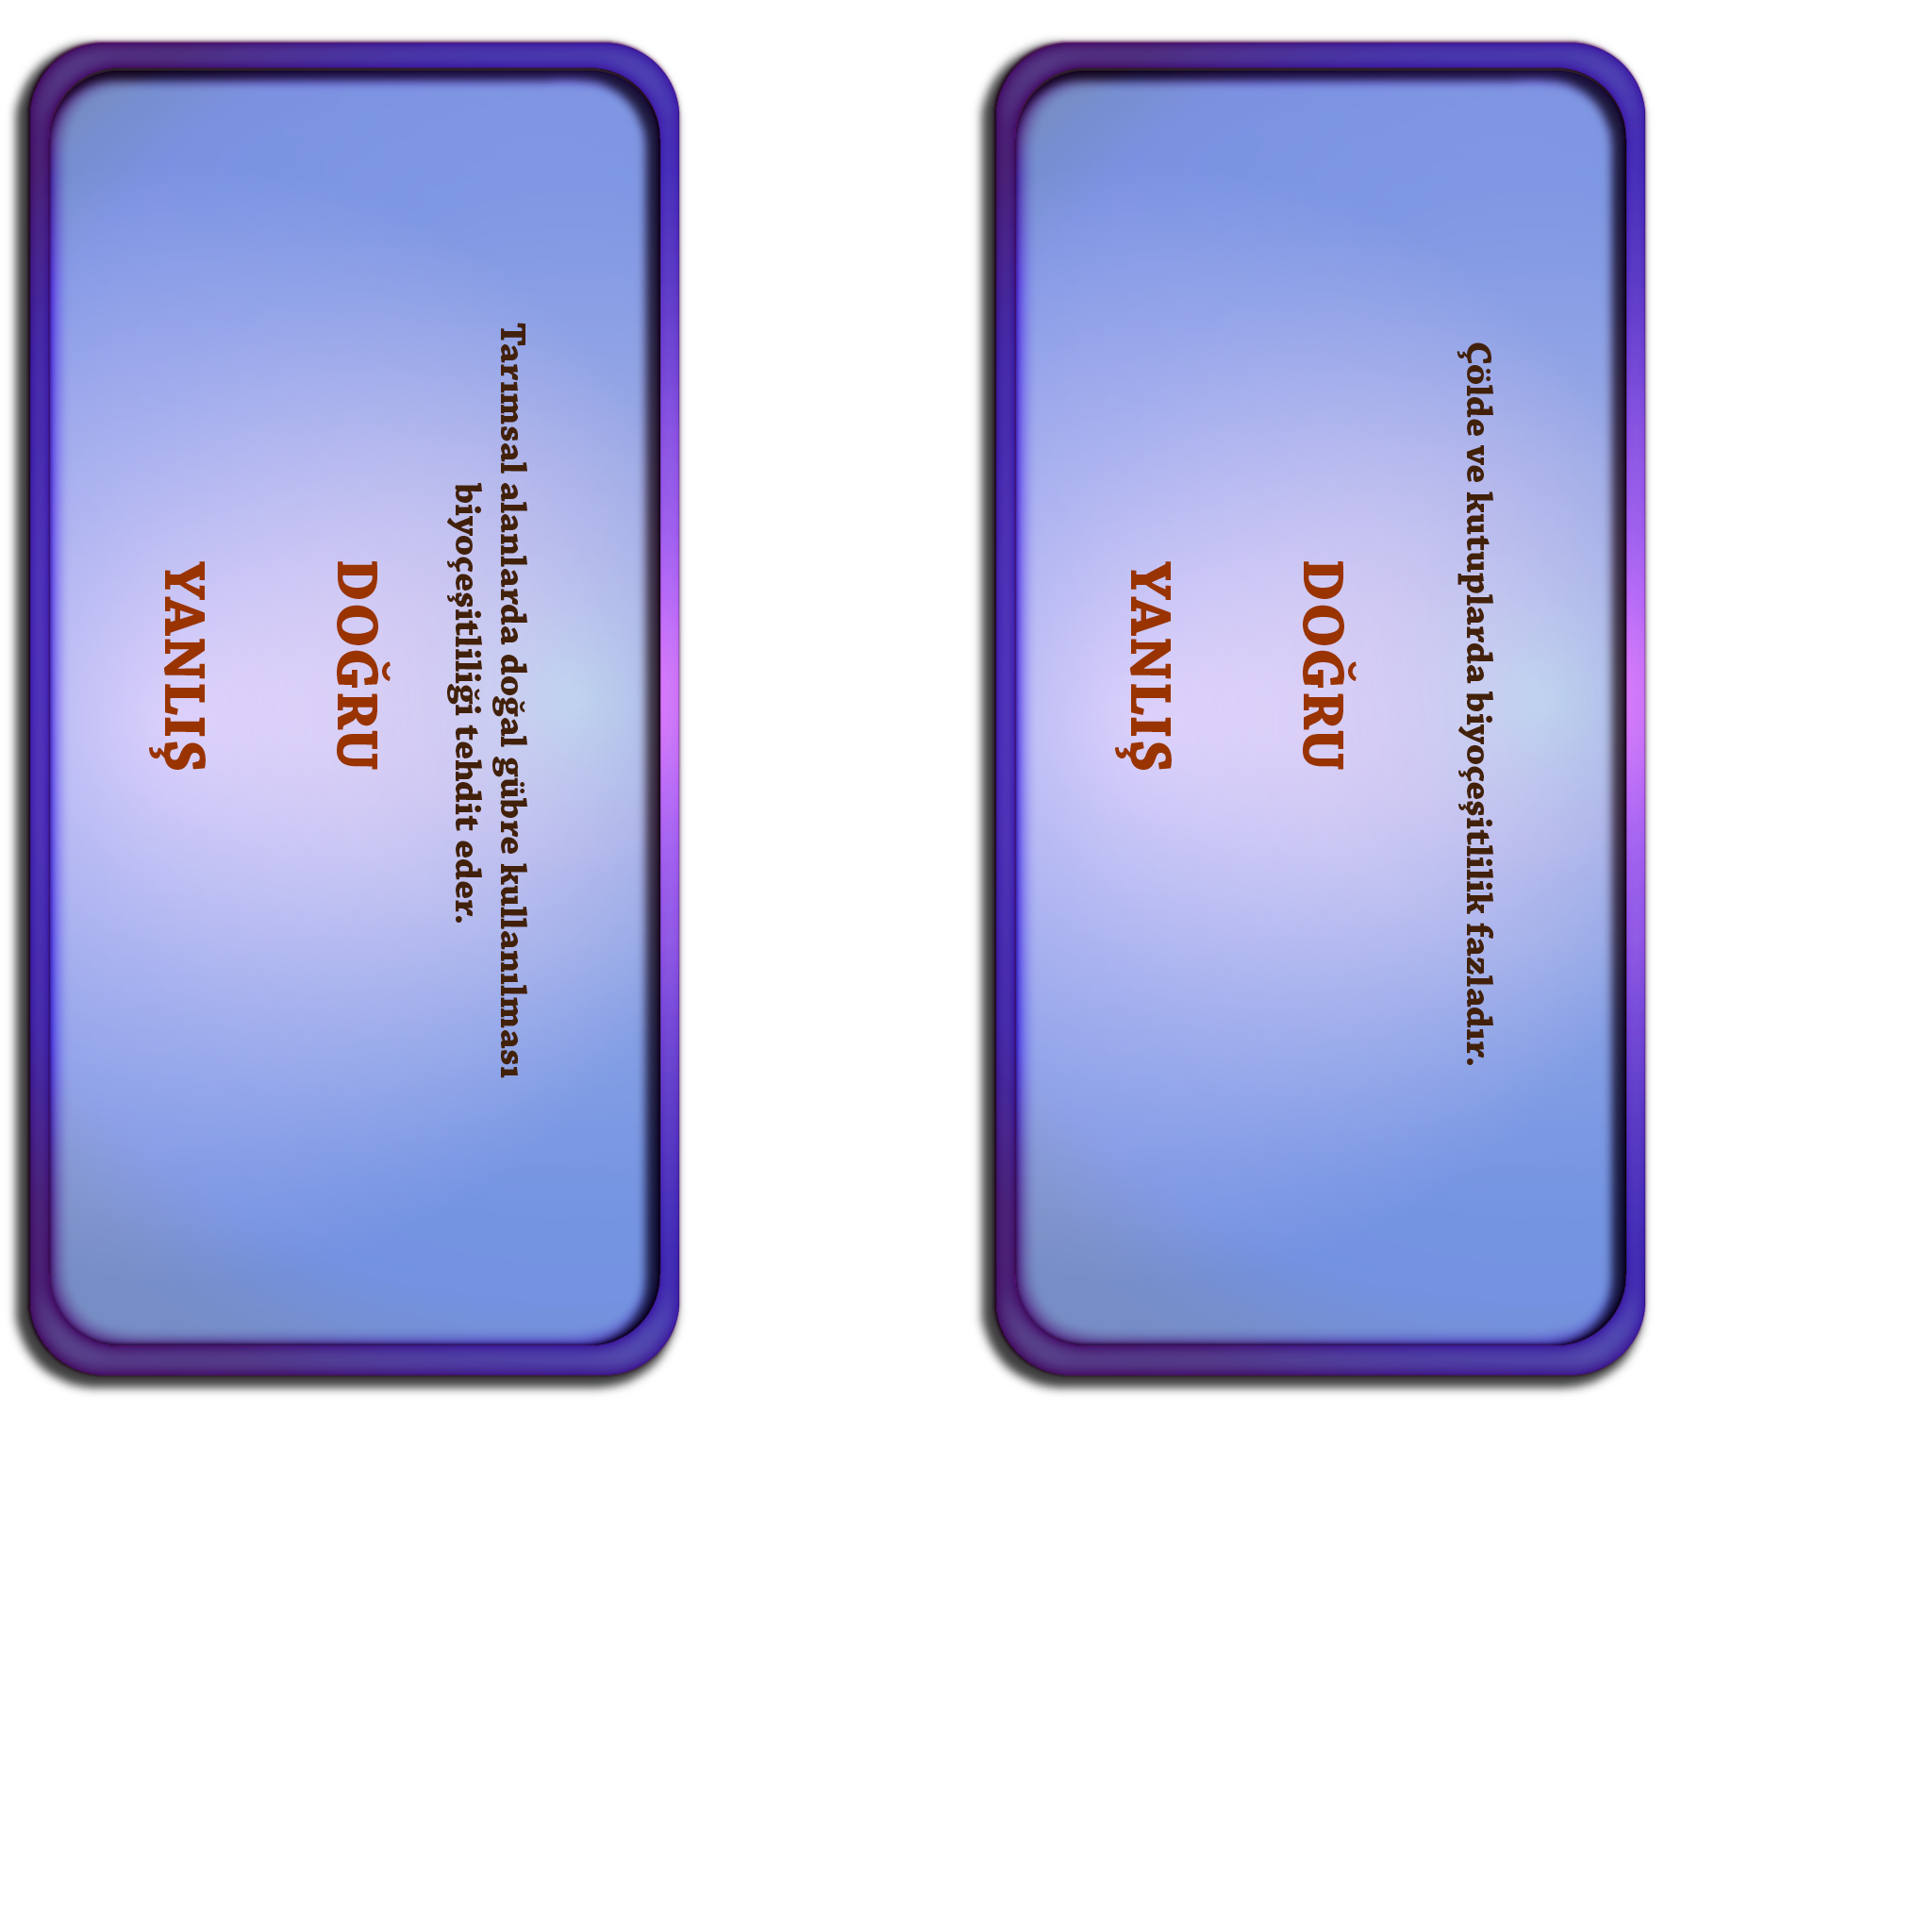 Tarımsal alanlarda doğal gübre kullanılması
biyoçeşitliliği tehdit eder.
DOĞRU
YANLIŞ
Çölde ve kutuplarda biyoçeşitlilik fazladır.
DOĞRU
YANLIŞ